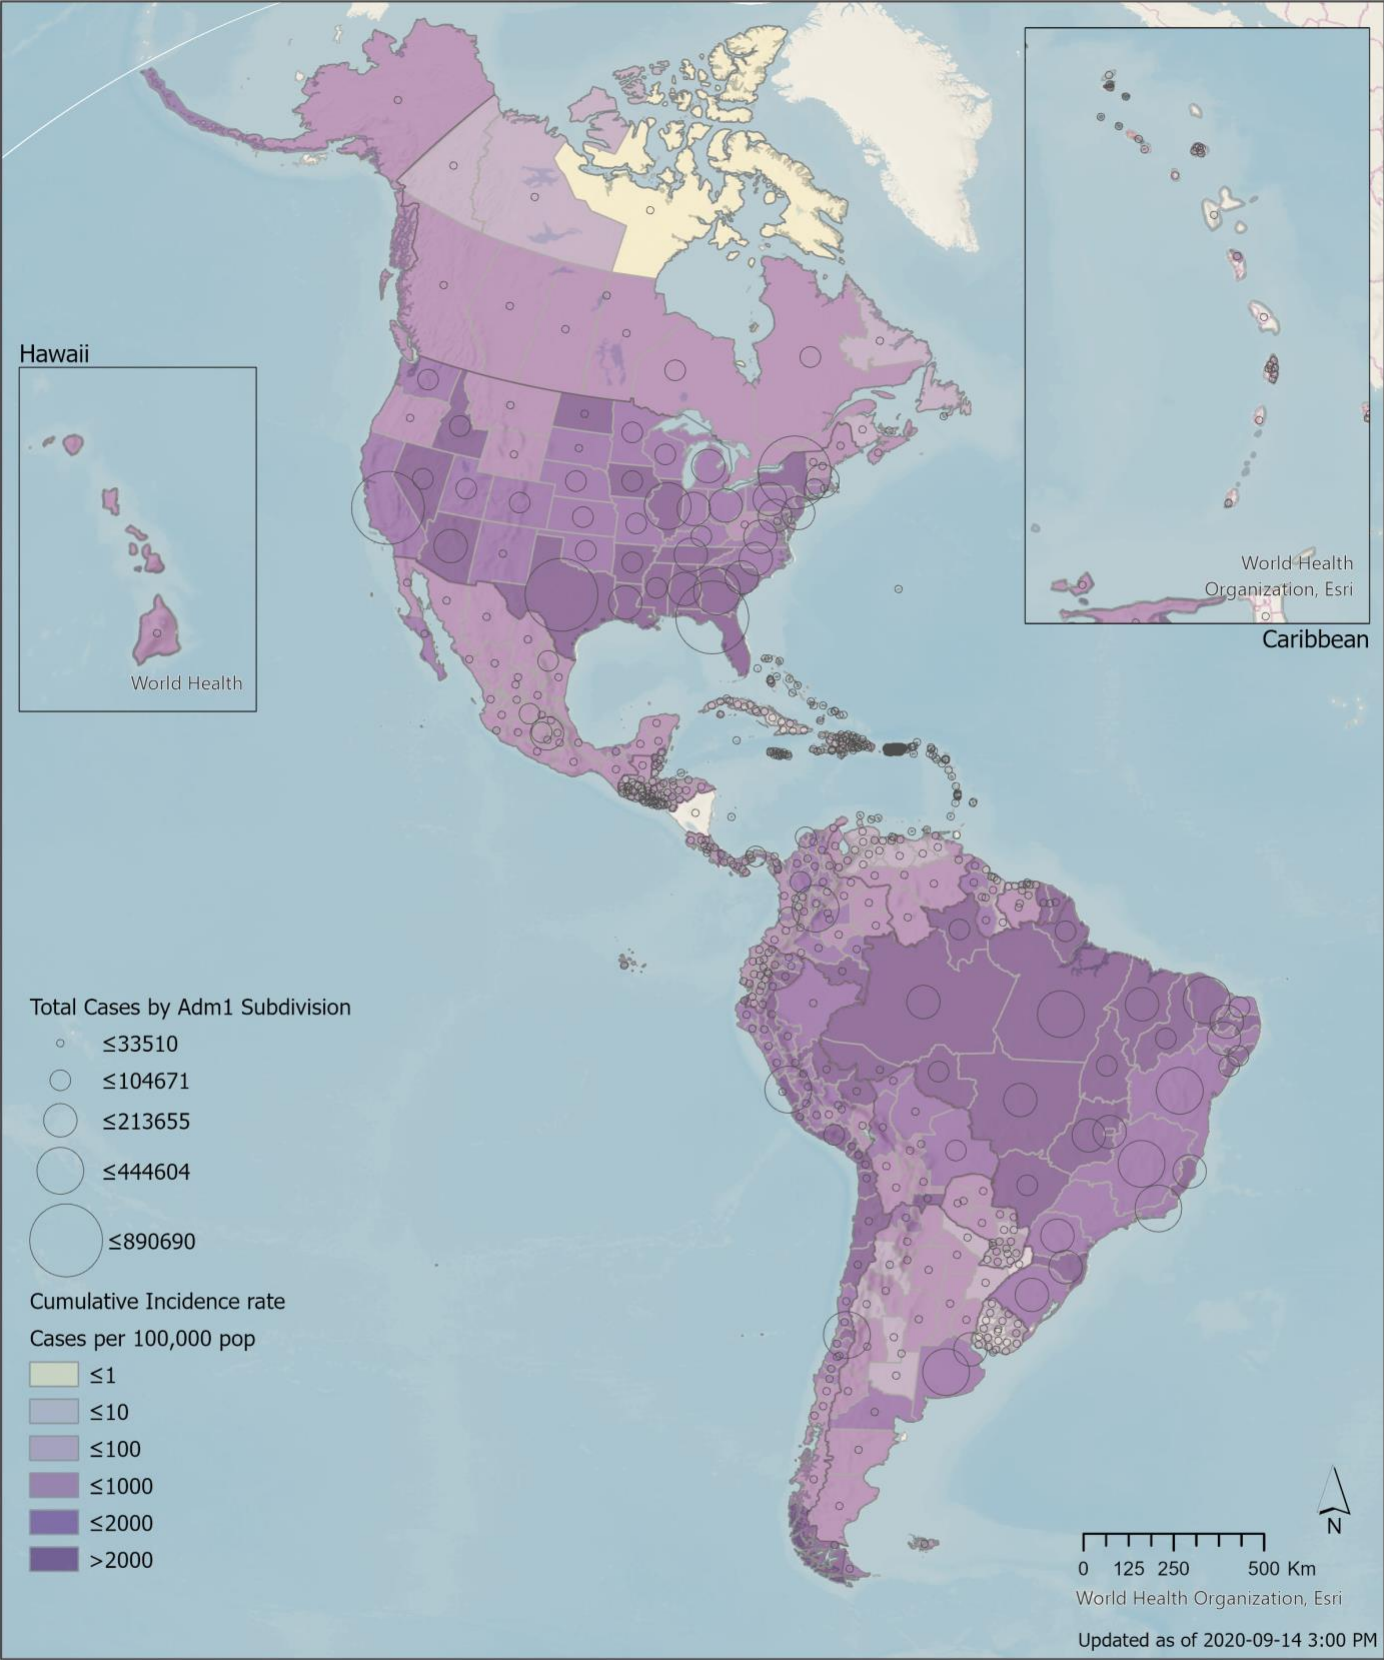 Hawaii
World Health
World Health
Organization, Esri
Caribbean
Total Cases by Adm1 Subdivision
≤33510
≤104671
≤213655
≤444604
≤890690
Cumulative Incidence rate
Cases per 100,000 pop
≤1
≤10
≤100
≤1000
≤2000
>2000
N
0 125 250 500 Km
World Health Organization, Esri
Updated as of 2020-09-14 3:00 PM